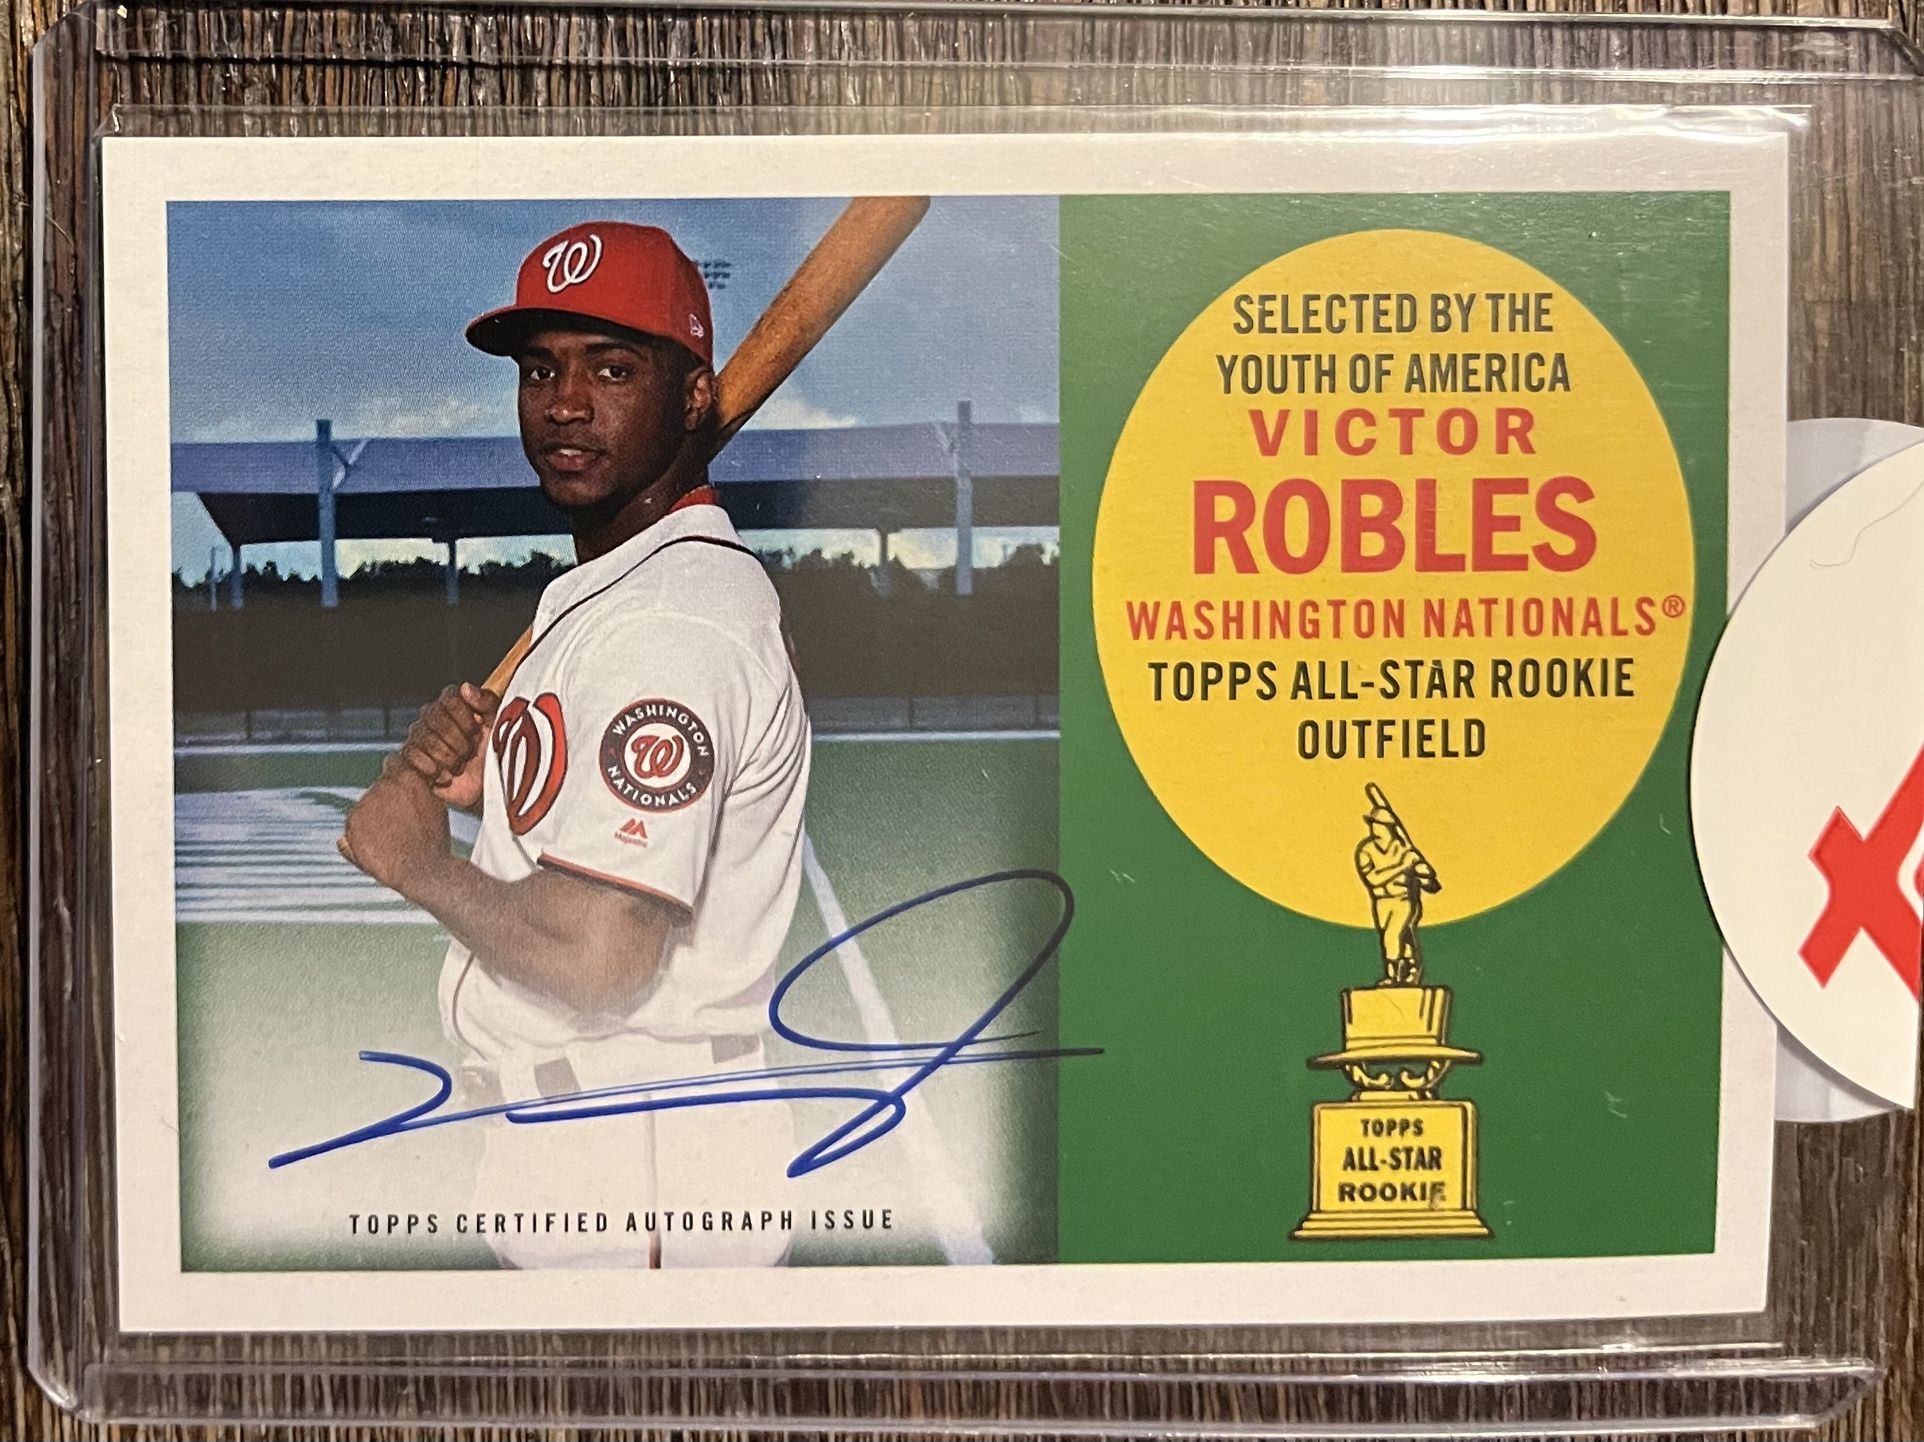 SELECTED BY THE
YOUTH OF AMERICA
VICTOR
ROBLES
WASHINGTON NATIONALS®
TOPPS ALL-STAR ROOKIE
OUTFIELD
W
WASHINGTON
W
NATIONALS
Majestic
TOPPS
ALL-STAR
ROOKIE
TOPPS CERTIFIED AUTOGRAPH ISSUE